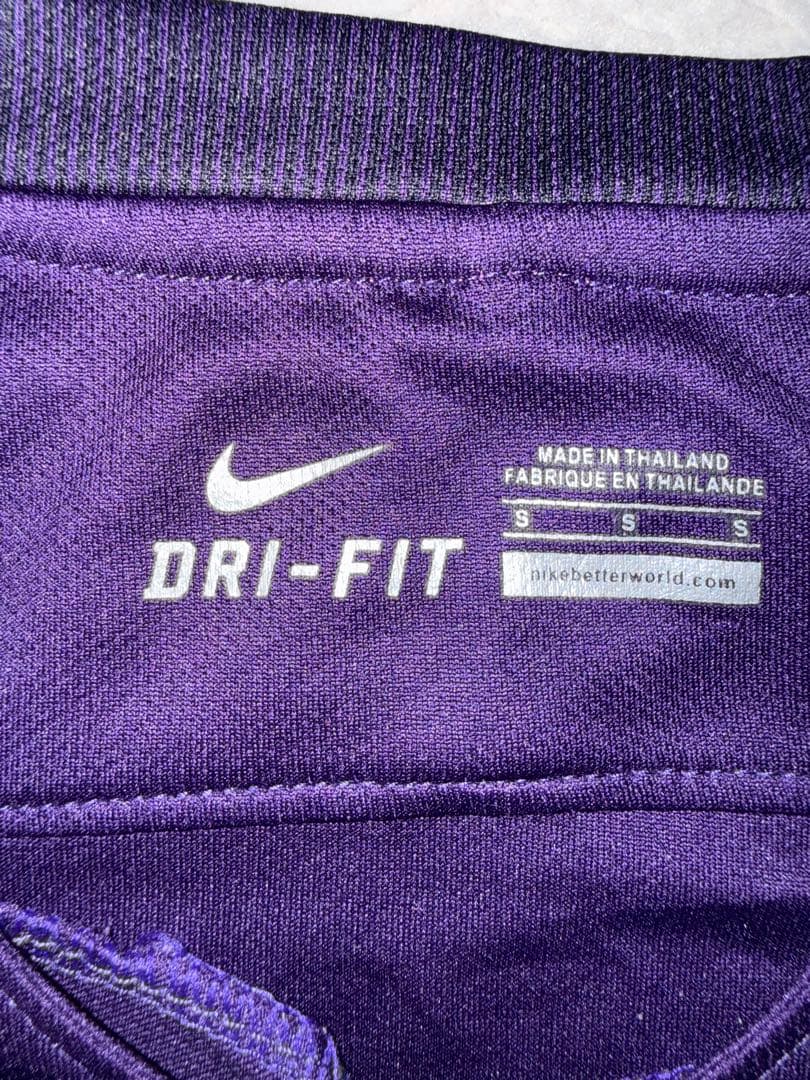 DRI-FIT
MADE IN THAILAND
FABRIQUE EN THAILANDE
S S S
nikebetterworld.com